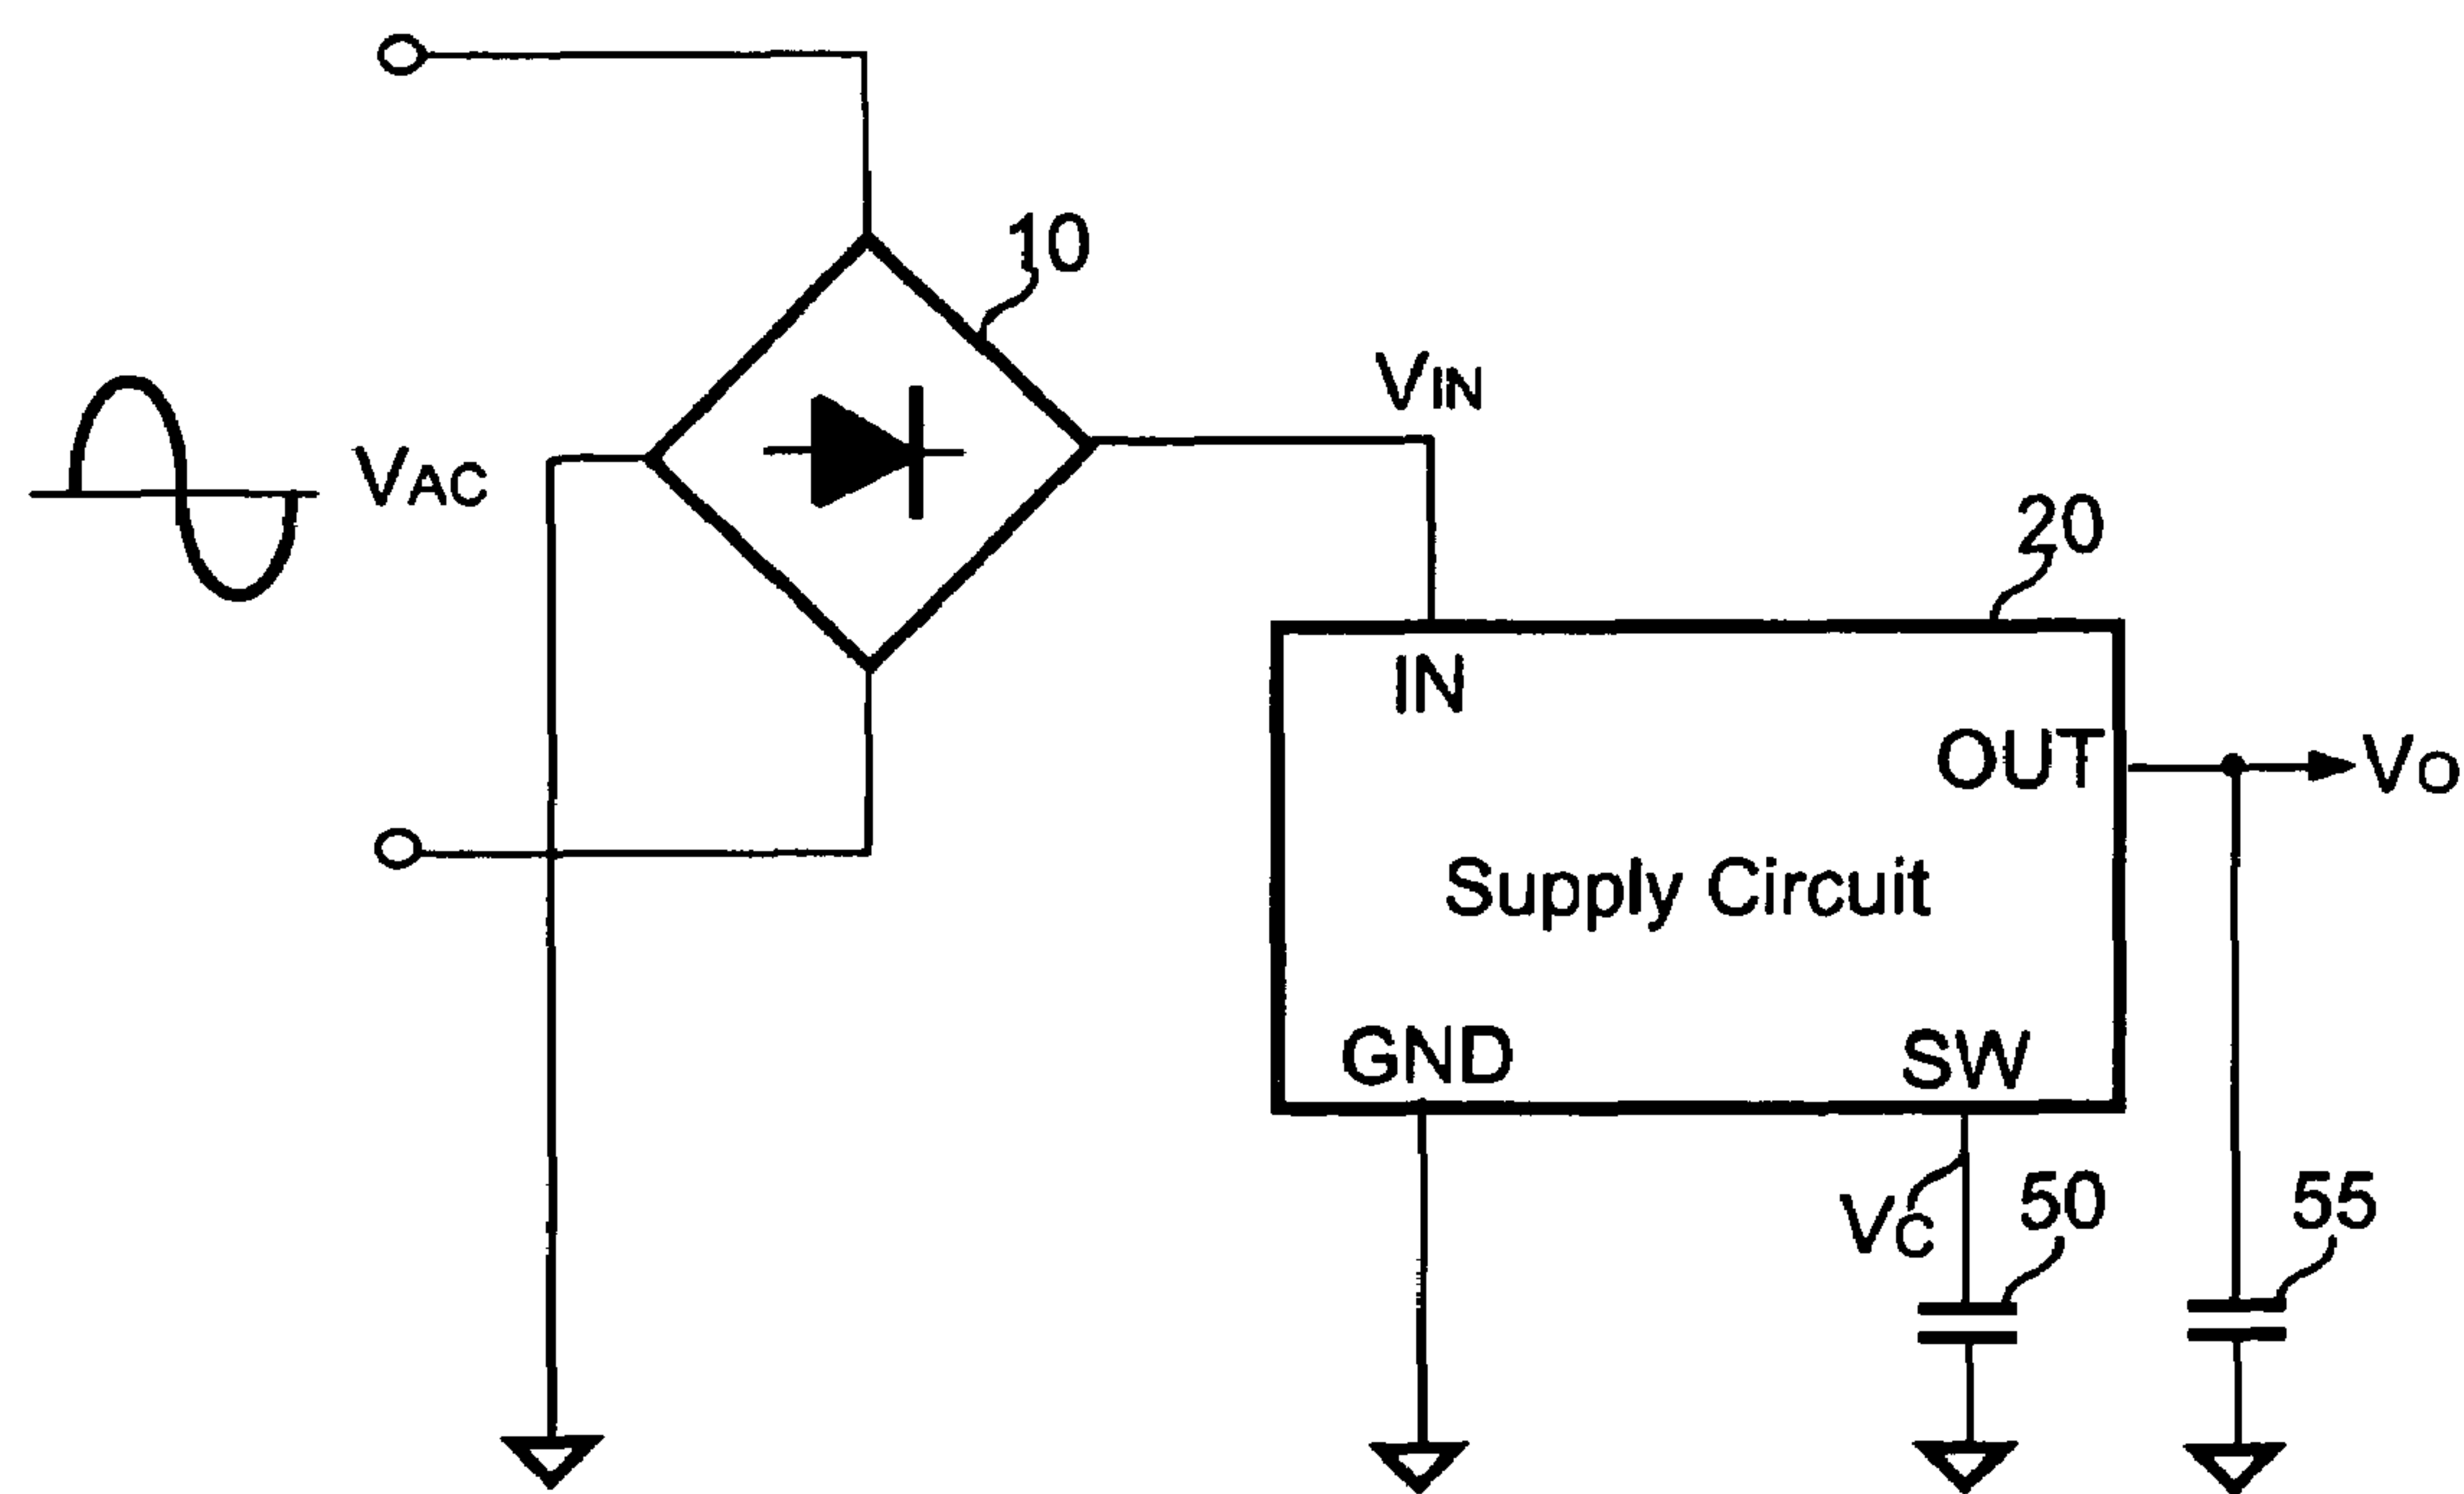 10
VIN
VAC
20
IN
OUT
VO
Supply Circuit
GND
SW
VC
50
55